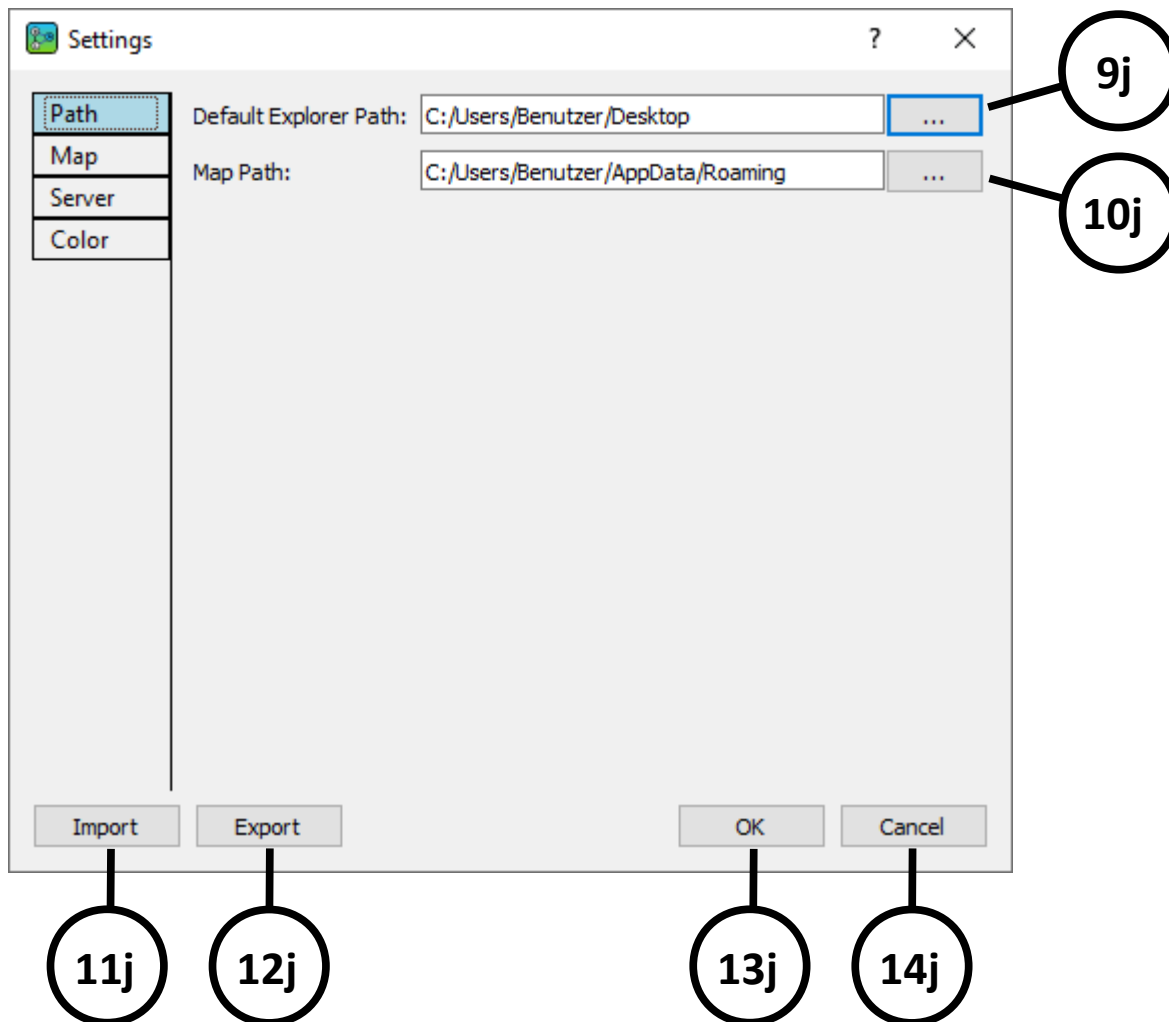 Settings
?
9j
Path
Default Explorer Path: C:/Users/Benutzer/Desktop ...
Map
Map Path: C:/Users/Benutzer/AppData/Roaming ...
Server
10j
Color
Import Export OK Cancel
11j 12j 13j 14j